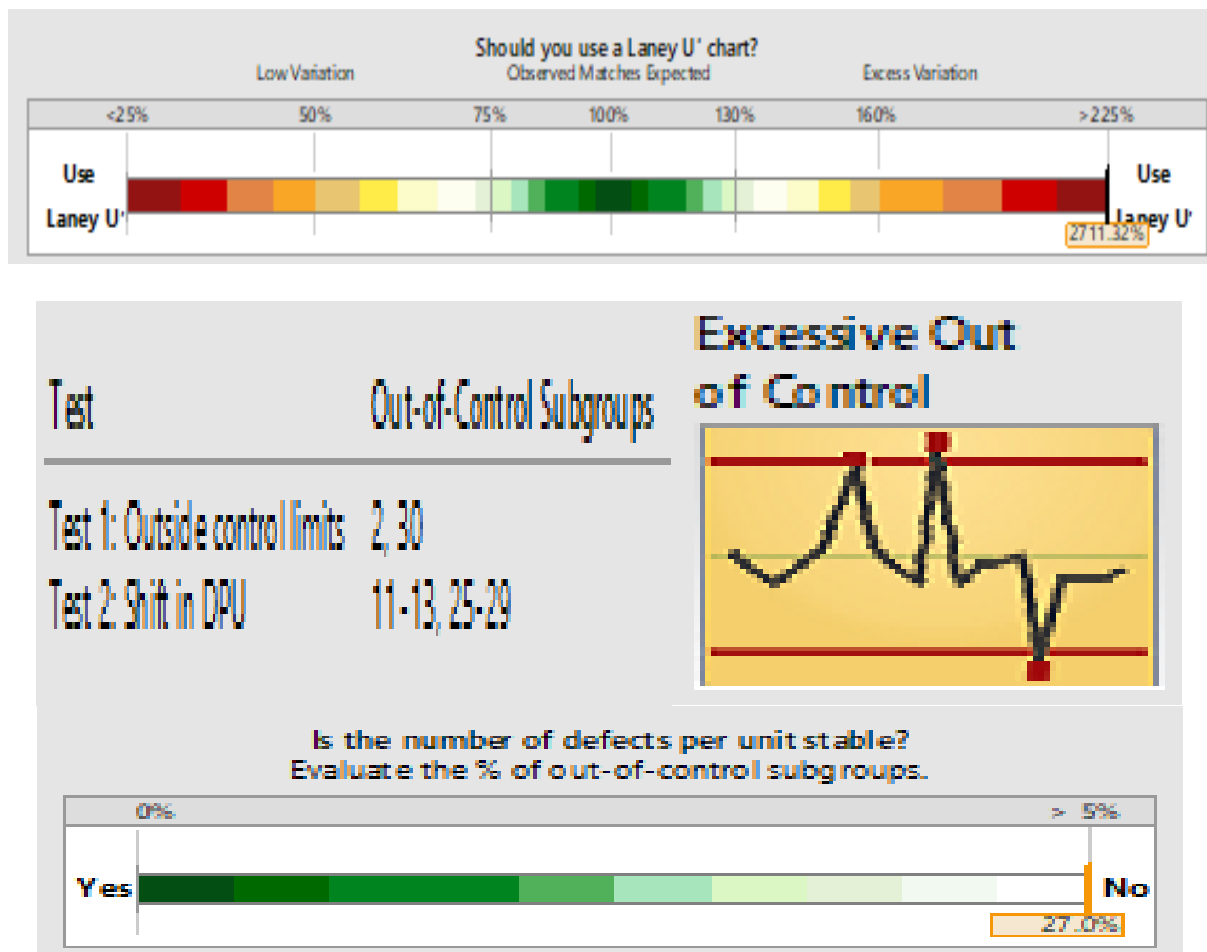 Should you use a Laney U' chart?
Low Variation Observed Matches Expected Excess Variation
<25% 50% 75% 100% 130% 160% >225%
Use Use
Laney U' Laney U'
2711.32%
Excessive Out
of Control
Test Out-of-Control Subgroups
Test 1: Outside control limits 2, 30
Test 2: Shift in DPU 11-13, 25-29
Is the number of defects per unit stable?
Evaluate the % of out-of-control subgroups.
0% > 5%
Yes No
27.0%